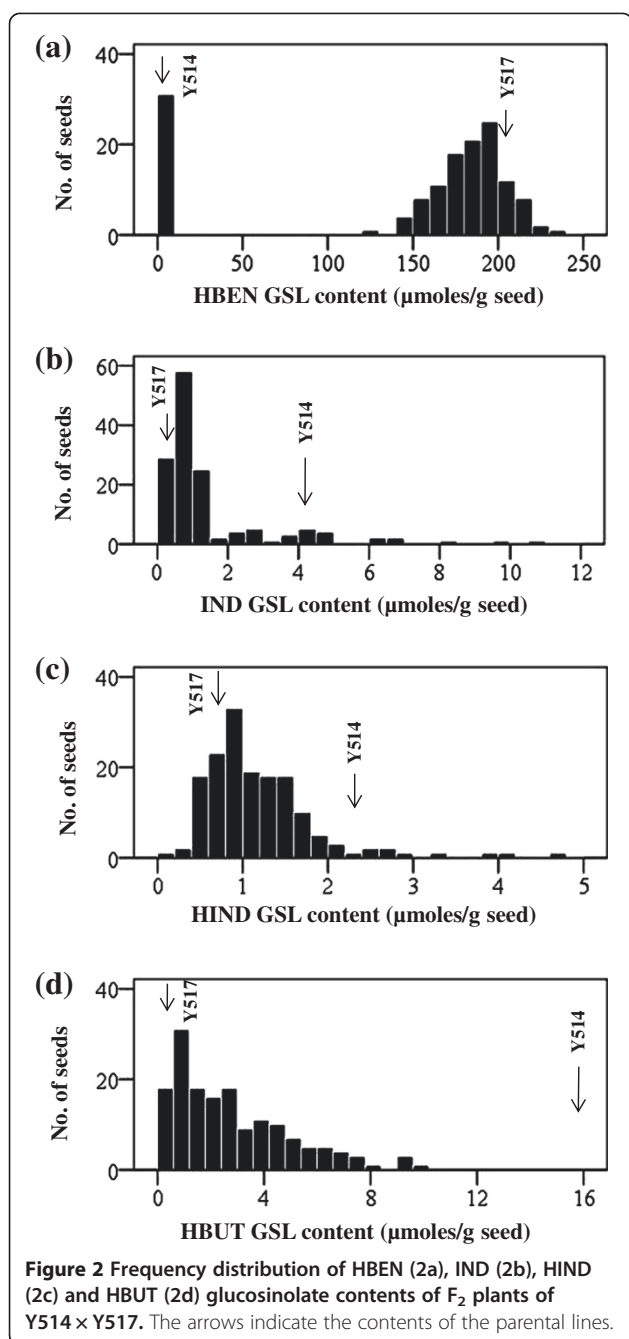 (a)
Y514
Y517
No. of seeds
40
20
0
0 50 100 150 200 250
HBEN GSL content (µmoles/g seed)
(b)
Y517
Y514
No. of seeds
60
40
20
0
0 2 4 6 8 10 12
IND GSL content (µmoles/g seed)
(c)
Y517
Y514
No. of seeds
40
20
0
0 1 2 3 4 5
HIND GSL content (µmoles/g seed)
(d)
Y517
Y514
No. of seeds
40
20
0
0 4 8 12 16
HBUT GSL content (µmoles/g seed)
Figure 2 Frequency distribution of HBEN (2a), IND (2b), HIND
(2c) and HBUT (2d) glucosinolate contents of F2 plants of
Y514 × Y517. The arrows indicate the contents of the parental lines.